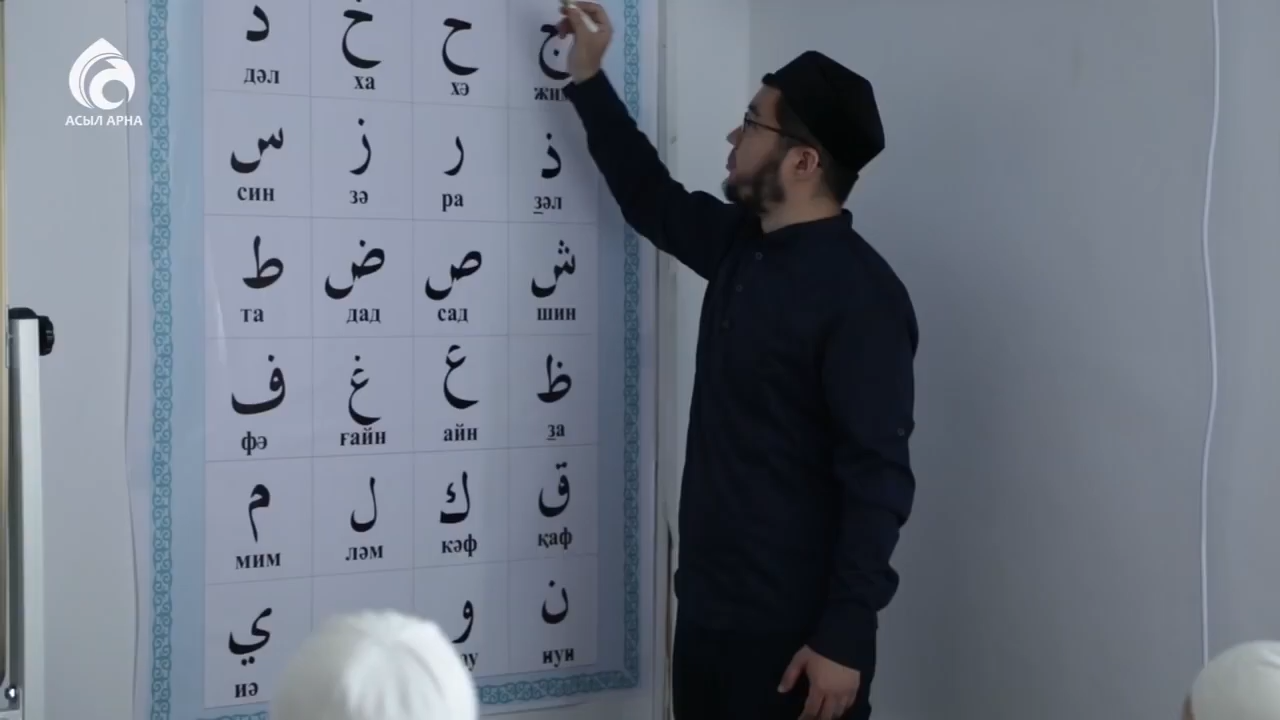 АСЫЛ АРНА
ج ح خ د
хә ха дәл
ذ ر ز س
зәл ра зә син
ش ص ض ط
шин сад дад та
ظ ع غ ف
за айн ғайн фә
ق ك ل م
қаф кәф ләм мим
ن و ي
нун иә